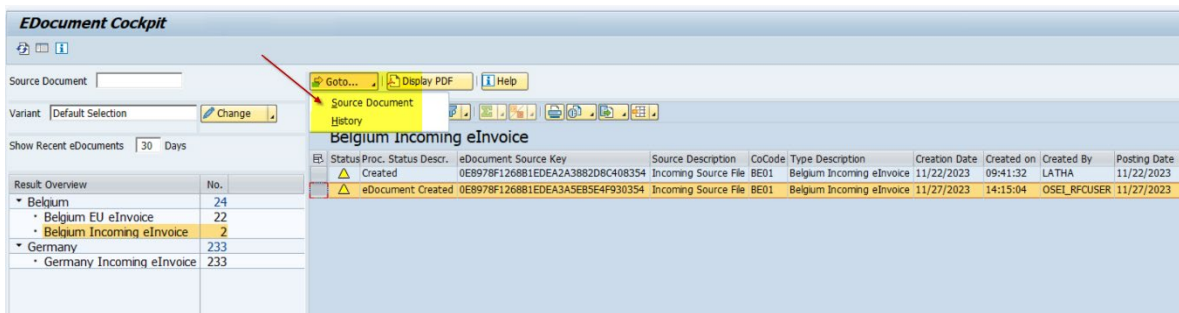 EDocument Cockpit
Source Document
Goto... Display PDF Help
Source Document
Variant Default Selection Change
History
Belgium Incoming eInvoice
Show Recent eDocuments 30 Days
Status Proc. Status Descr. eDocument Source Key Source Description CoCode Type Description Creation Date Created on Created By Posting Date
Created 0E8978F1268B1EDEA2A3882D8C408354 Incoming Source File BE01 Belgium Incoming eInvoice 11/22/2023 09:41:32 LATHA 11/22/2023
Result Overview No.
eDocument Created 0E8978F1268B1EDEA3A5EB5E4F930354 Incoming Source File BE01 Belgium Incoming eInvoice 11/27/2023 14:15:04 OSEI_RFCUSER 11/27/2023
Belgium 24
Belgium EU eInvoice 22
Belgium Incoming eInvoice 2
Germany 233
Germany Incoming eInvoice 233